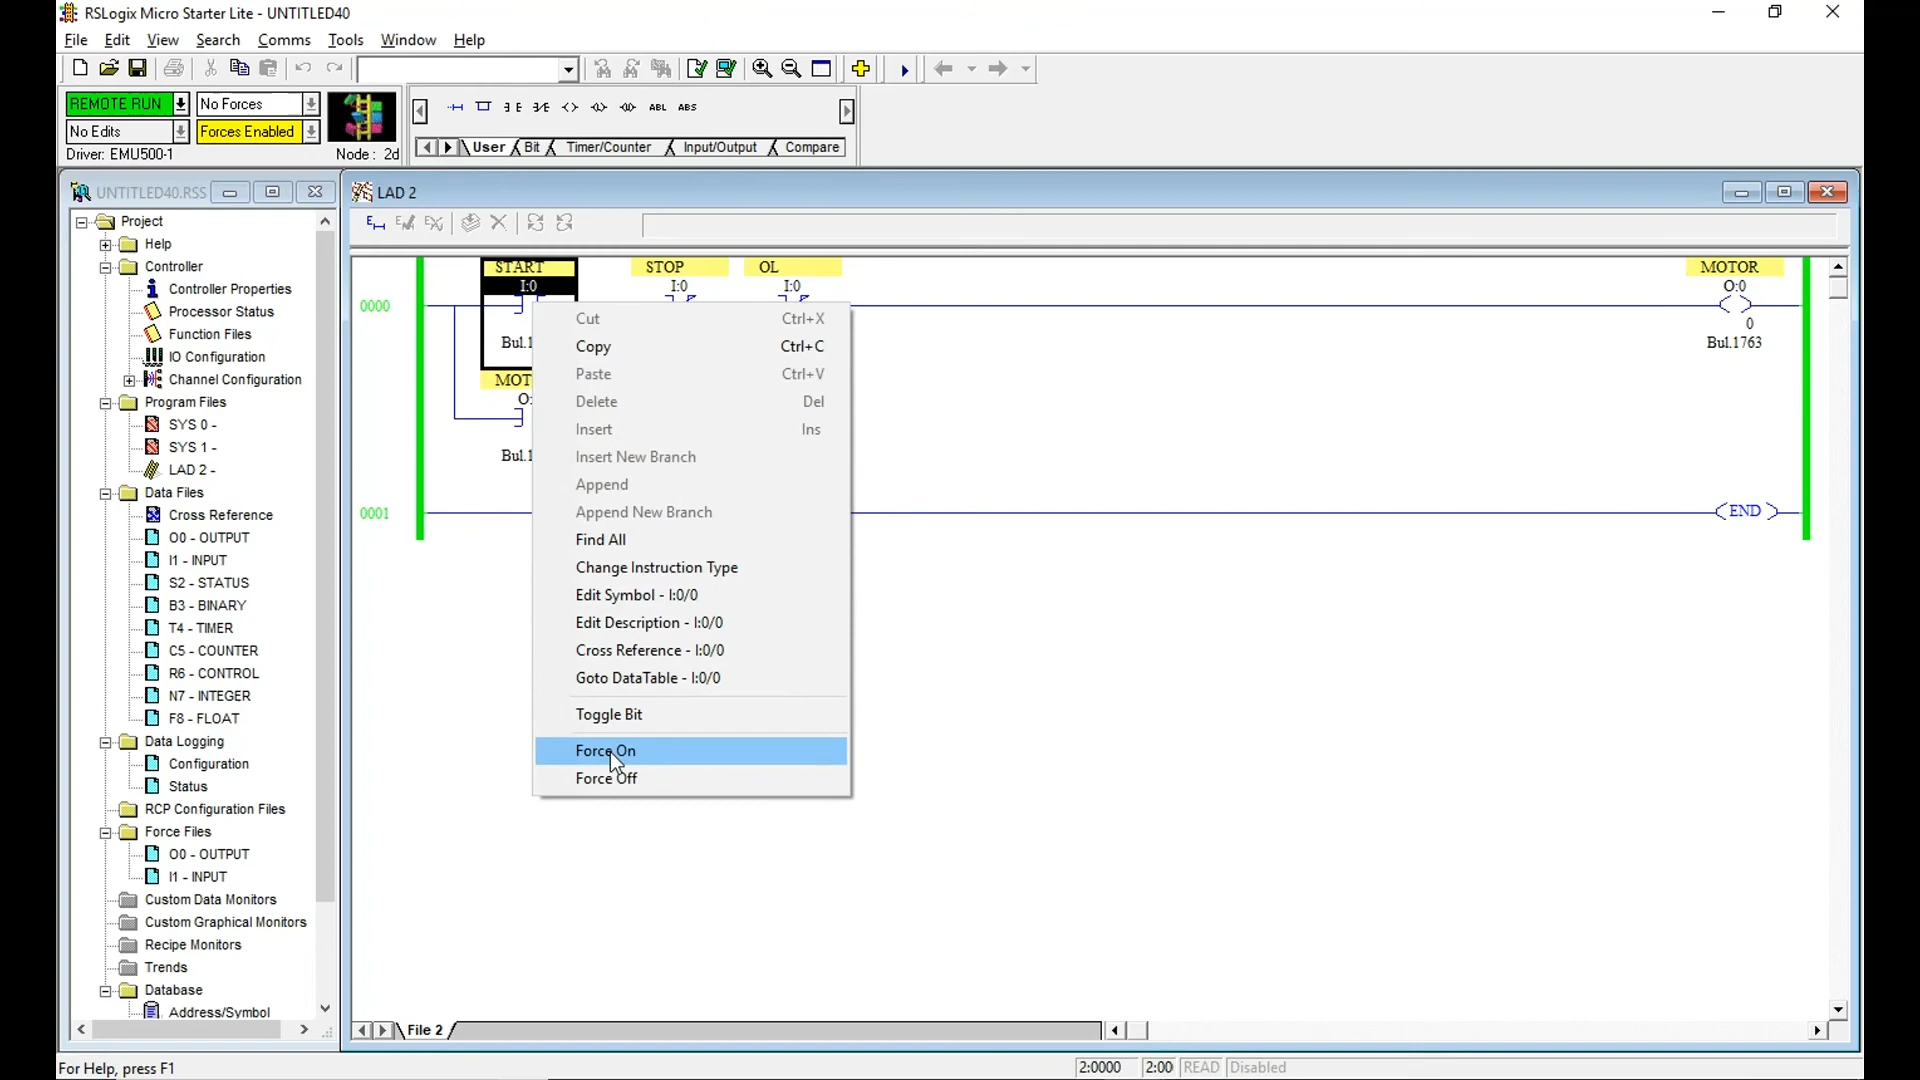 RSLogix Micro Starter Lite - UNTITLED40
File Edit View Search Comms Tools Window Help
REMOTE RUN No Forces
No Edits Forces Enabled
Driver: EMU500-1 Node : 2d
ABL ABS
User Bit Timer/Counter Input/Output Compare
UNTITLED40.RSS
Project
Help
Controller
Controller Properties
Processor Status
Function Files
IO Configuration
Channel Configuration
Program Files
SYS 0 -
SYS 1 -
LAD 2 -
Data Files
Cross Reference
O0 - OUTPUT
I1 - INPUT
S2 - STATUS
B3 - BINARY
T4 - TIMER
C5 - COUNTER
R6 - CONTROL
N7 - INTEGER
F8 - FLOAT
Data Logging
Configuration
Status
RCP Configuration Files
Force Files
O0 - OUTPUT
I1 - INPUT
Custom Data Monitors
Custom Graphical Monitors
Recipe Monitors
Trends
Database
Address/Symbol
LAD 2
START STOP OL MOTOR
I:0 I:0 I:0 O:0
0000
0
Bul.1 Bul.1763
MOT
O:
Bul.1
0001 END
Cut Ctrl+X
Copy Ctrl+C
Paste Ctrl+V
Delete Del
Insert Ins
Insert New Branch
Append
Append New Branch
Find All
Change Instruction Type
Edit Symbol - I:0/0
Edit Description - I:0/0
Cross Reference - I:0/0
Goto DataTable - I:0/0
Toggle Bit
Force On
Force Off
File 2
For Help, press F1 2:0000 2:00 READ Disabled